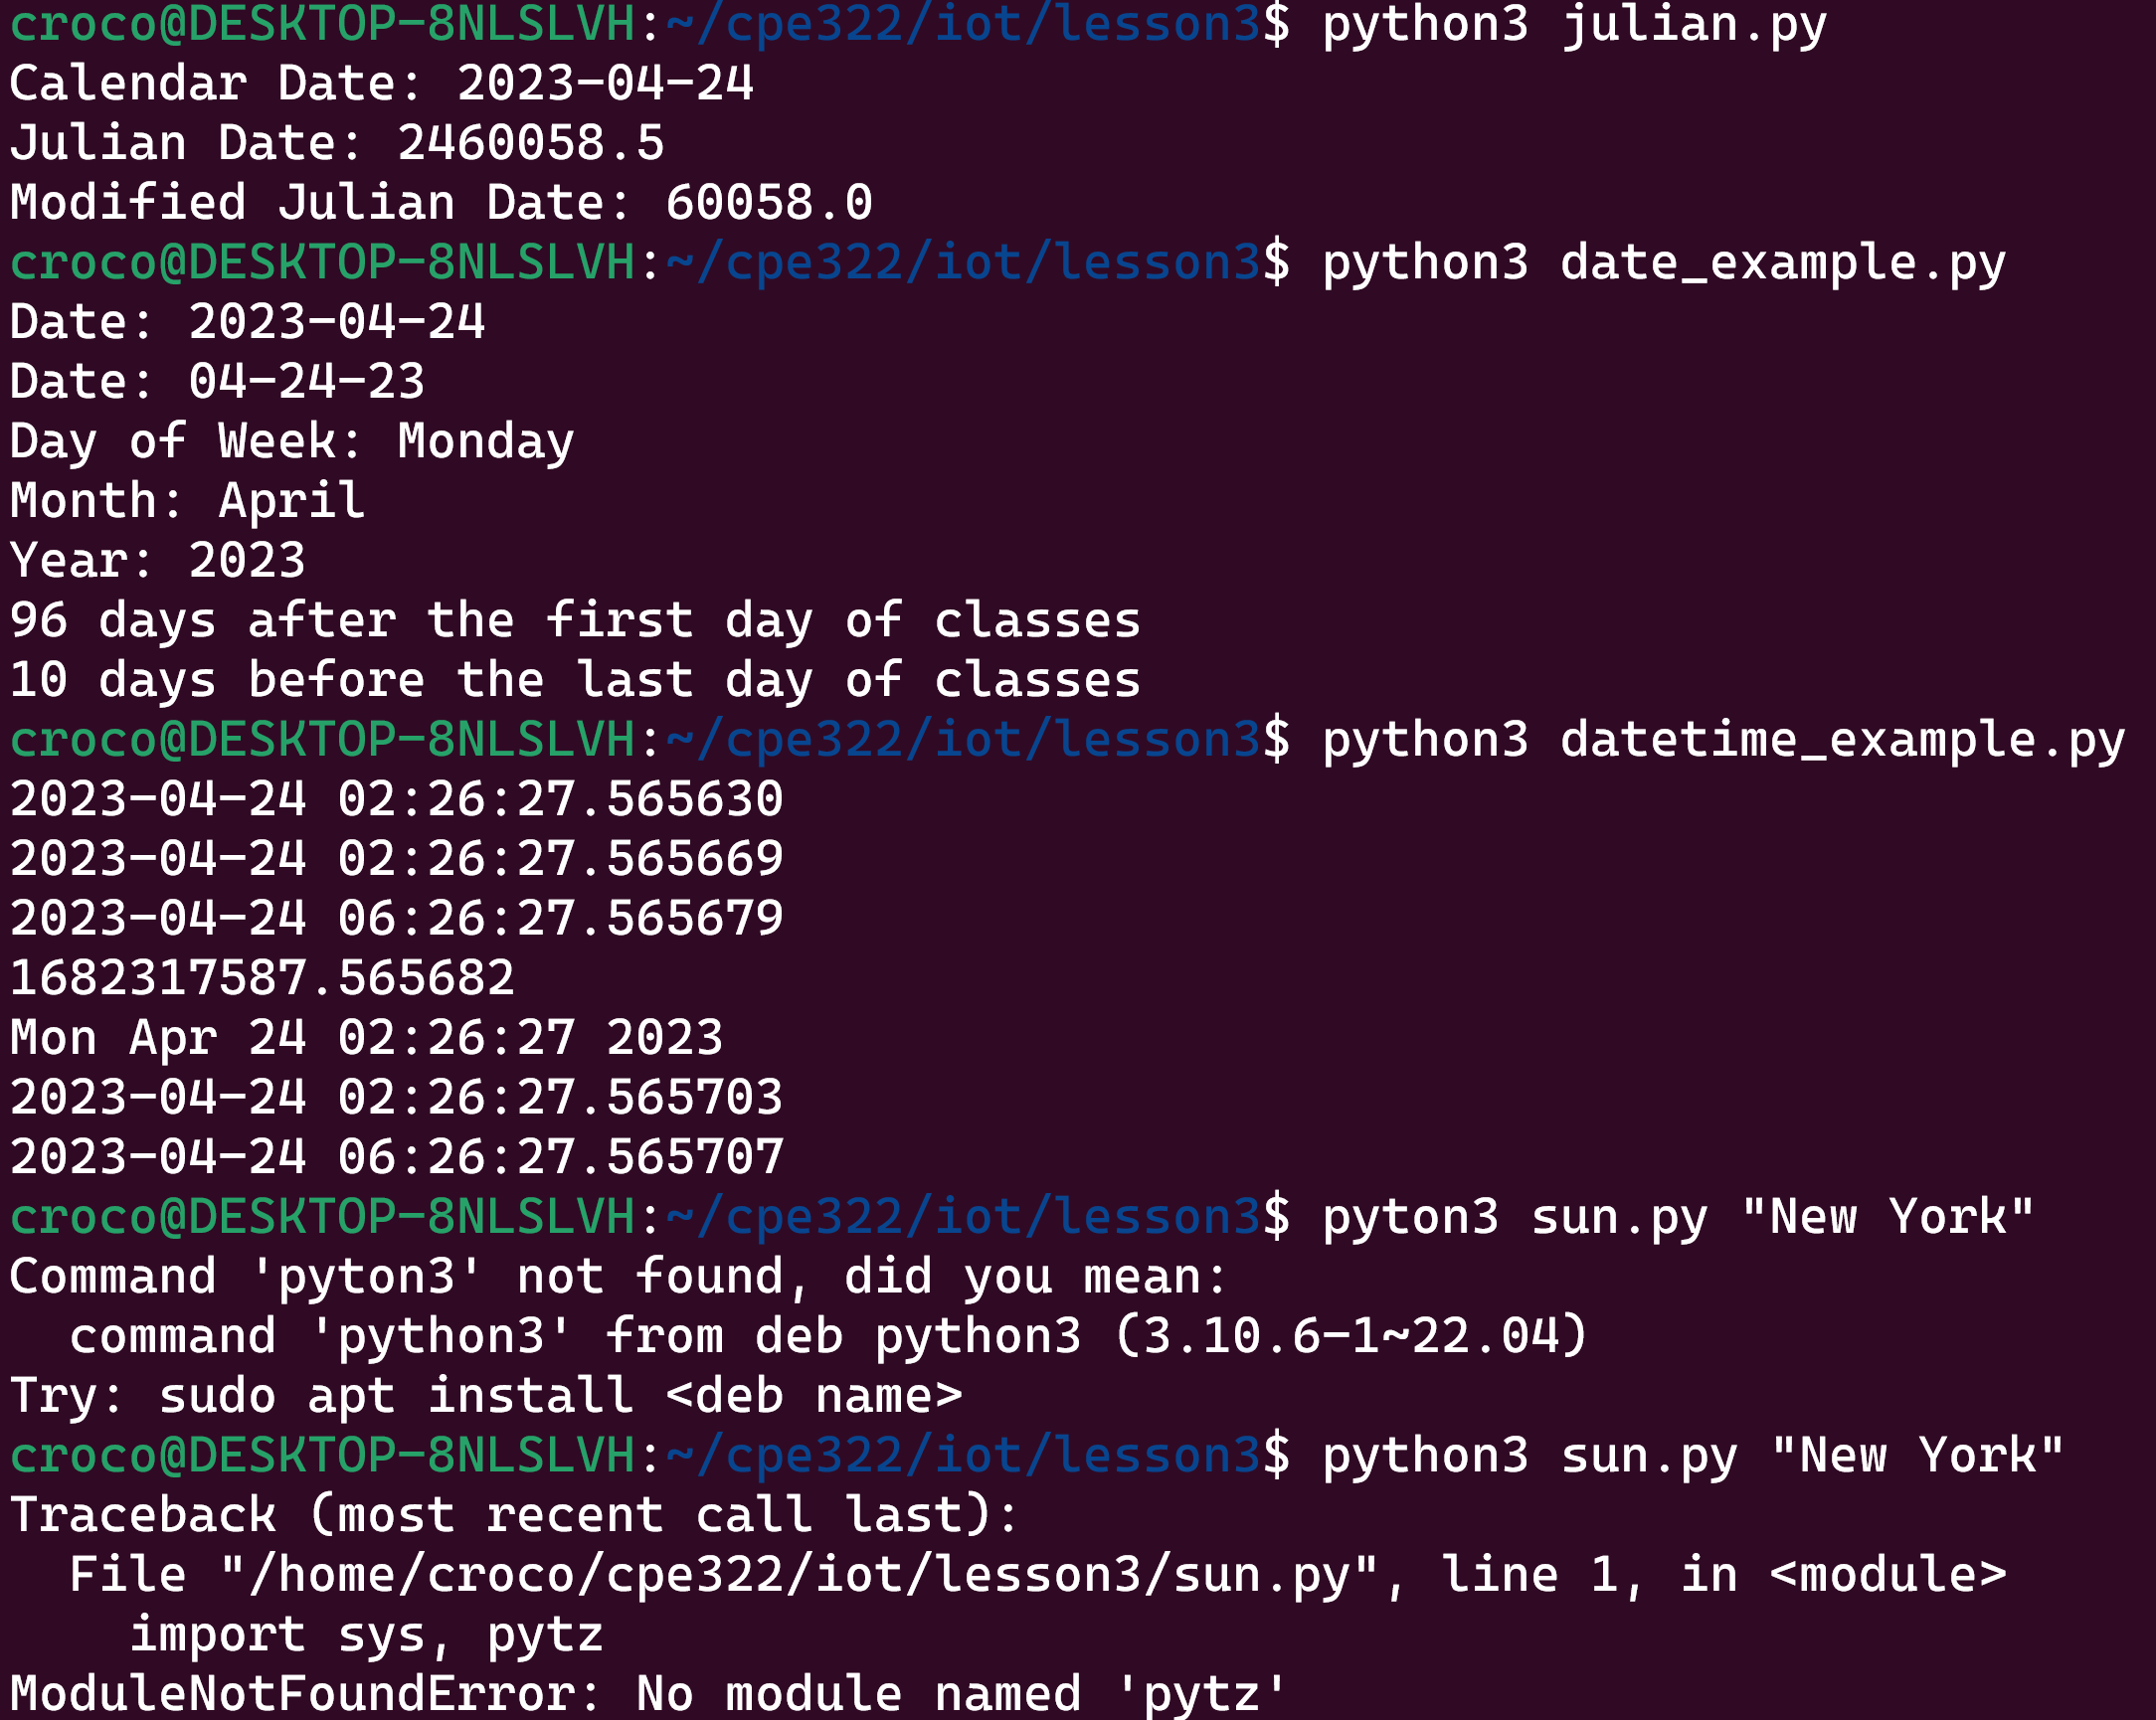 croco@DESKTOP-8NLSLVH:~/cpe322/iot/lesson3$ python3 julian.py
Calendar Date: 2023-04-24
Julian Date: 2460058.5
Modified Julian Date: 60058.0
croco@DESKTOP-8NLSLVH:~/cpe322/iot/lesson3$ python3 date_example.py
Date: 2023-04-24
Date: 04-24-23
Day of Week: Monday
Month: April
Year: 2023
96 days after the first day of classes
10 days before the last day of classes
croco@DESKTOP-8NLSLVH:~/cpe322/iot/lesson3$ python3 datetime_example.py
2023-04-24 02:26:27.565630
2023-04-24 02:26:27.565669
2023-04-24 06:26:27.565679
1682317587.565682
Mon Apr 24 02:26:27 2023
2023-04-24 02:26:27.565703
2023-04-24 06:26:27.565707
croco@DESKTOP-8NLSLVH:~/cpe322/iot/lesson3$ pyton3 sun.py "New York"
Command 'pyton3' not found, did you mean:
  command 'python3' from deb python3 (3.10.6-1~22.04)
Try: sudo apt install <deb name>
croco@DESKTOP-8NLSLVH:~/cpe322/iot/lesson3$ python3 sun.py "New York"
Traceback (most recent call last):
  File "/home/croco/cpe322/iot/lesson3/sun.py", line 1, in <module>
    import sys, pytz
ModuleNotFoundError: No module named 'pytz'